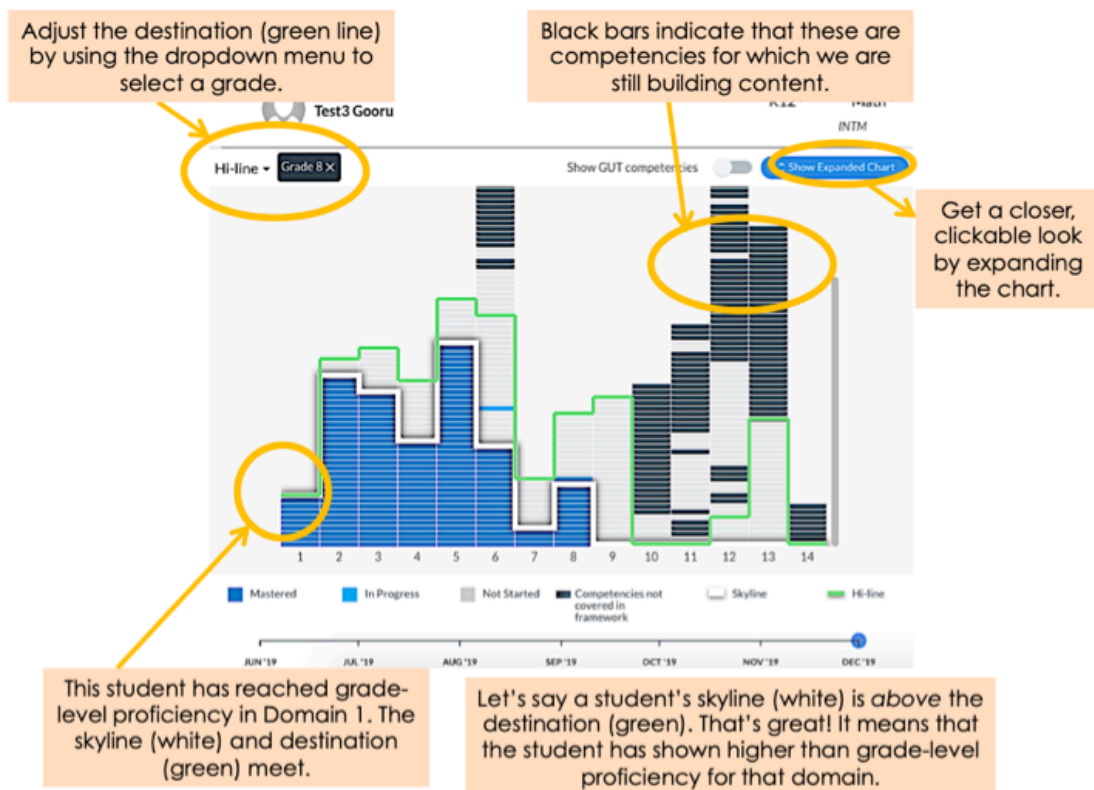 Adjust the destination (green line)
by using the dropdown menu to
select a grade.
Black bars indicate that these are
competencies for which we are
still building content.
Test3 Gooru
K12
Math
INTM
Hi-line
Grade 8 X
Show GUT competencies
Show Expanded Chart
Get a closer,
clickable look
by expanding
the chart.
1 2 3 4 5 6 7 8 9 10 11 12 13 14
Mastered
In Progress
Not Started
Competencies not
covered in
framework
Skyline
Hi-line
JUN '19 JUL '19 AUG '19 SEP '19 OCT '19 NOV '19 DEC '19
This student has reached grade-
level proficiency in Domain 1. The
skyline (white) and destination
(green) meet.
Let's say a student's skyline (white) is above the
destination (green). That's great! It means that
the student has shown higher than grade-level
proficiency for that domain.